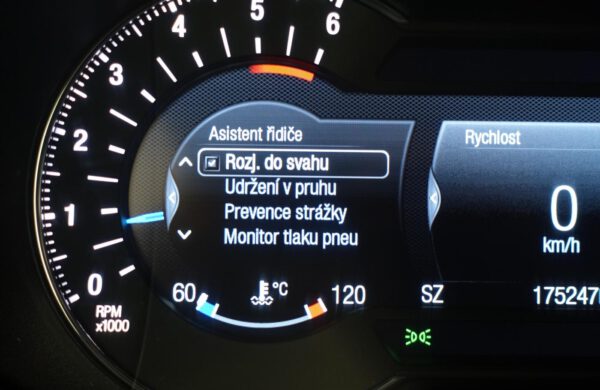 4
5
6
3
2
1
0
RPM
x1000
Asistent řidiče
Rozj. do svahu
Udržení v pruhu
Prevence strážky
Monitor tlaku pneu
60
°C
120
Rychlost
0
km/h
SZ
175247